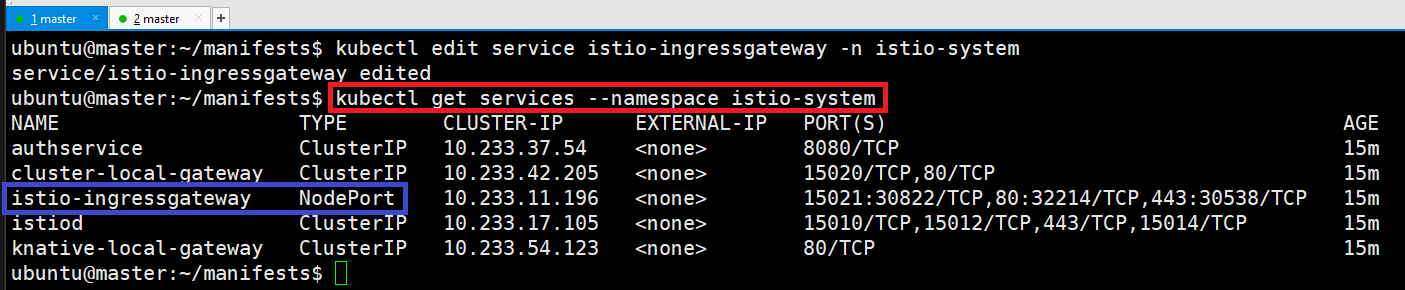 1 master × 2 master × +
ubuntu@master:~/manifests$ kubectl edit service istio-ingressgateway -n istio-system
service/istio-ingressgateway edited
ubuntu@master:~/manifests$ kubectl get services --namespace istio-system
NAME TYPE CLUSTER-IP EXTERNAL-IP PORT(S) AGE
authservice ClusterIP 10.233.37.54 <none> 8080/TCP 15m
cluster-local-gateway ClusterIP 10.233.42.205 <none> 15020/TCP,80/TCP 15m
istio-ingressgateway NodePort 10.233.11.196 <none> 15021:30822/TCP,80:32214/TCP,443:30538/TCP 15m
istiod ClusterIP 10.233.17.105 <none> 15010/TCP,15012/TCP,443/TCP,15014/TCP 15m
knative-local-gateway ClusterIP 10.233.54.123 <none> 80/TCP 15m
ubuntu@master:~/manifests$